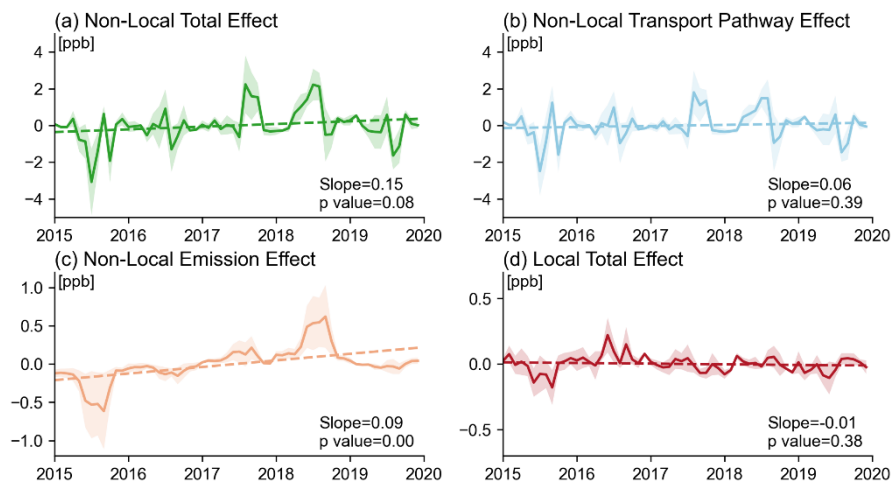 (a) Non-Local Total Effect
[ppb]
4
2
0
−2
−4
Slope=0.15
p value=0.08
2015 2016 2017 2018 2019 2020
(b) Non-Local Transport Pathway Effect
[ppb]
4
2
0
−2
−4
Slope=0.06
p value=0.39
2015 2016 2017 2018 2019 2020
(c) Non-Local Emission Effect
[ppb]
1.0
0.5
0.0
−0.5
−1.0
Slope=0.09
p value=0.00
2015 2016 2017 2018 2019 2020
(d) Local Total Effect
[ppb]
0.5
0.0
−0.5
Slope=-0.01
p value=0.38
2015 2016 2017 2018 2019 2020